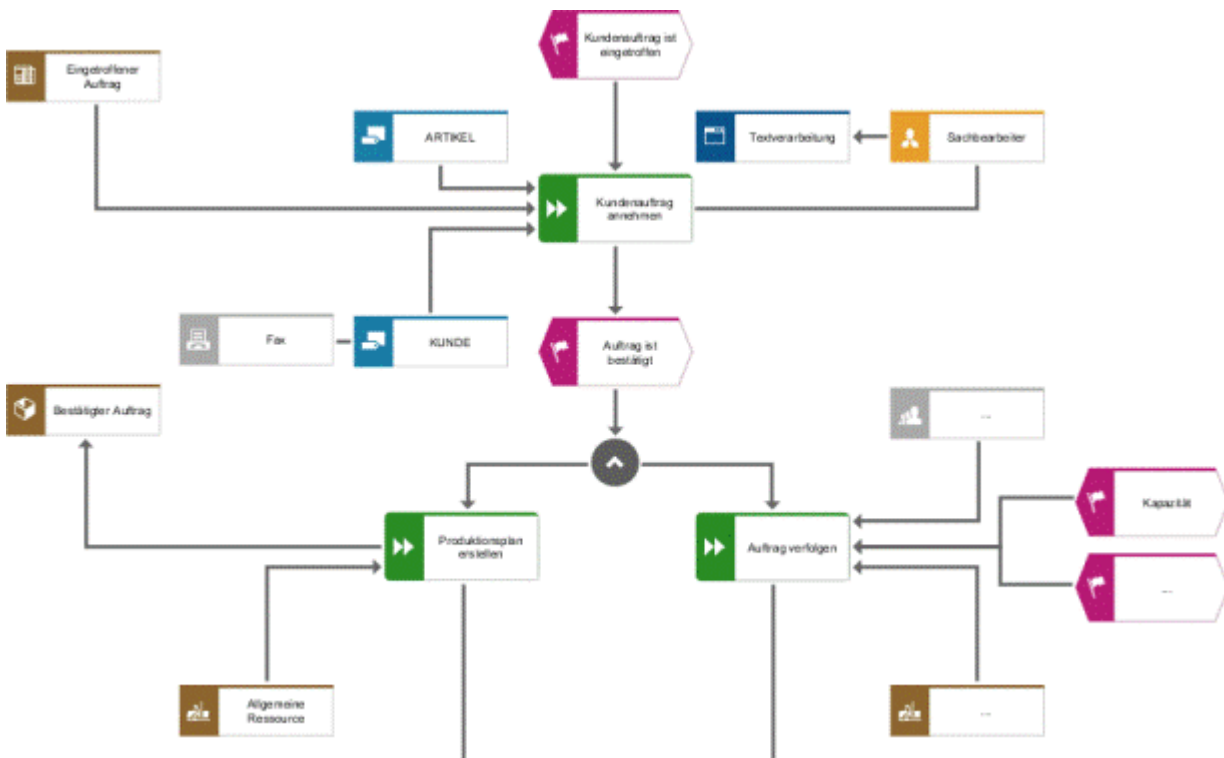 Kundenauftrag ist
eingetroffen
Eingetroffener
Auftrag
ARTIKEL
Textverarbeitung
Sachbearbeiter
Kundenauftrag
annehmen
Fax
KUNDE
Auftrag ist
bestätigt
Bestätigter Auftrag
...
Kapazität
Produktionsplan
erstellen
Auftrag verfolgen
...
Allgemeine
Ressource
...